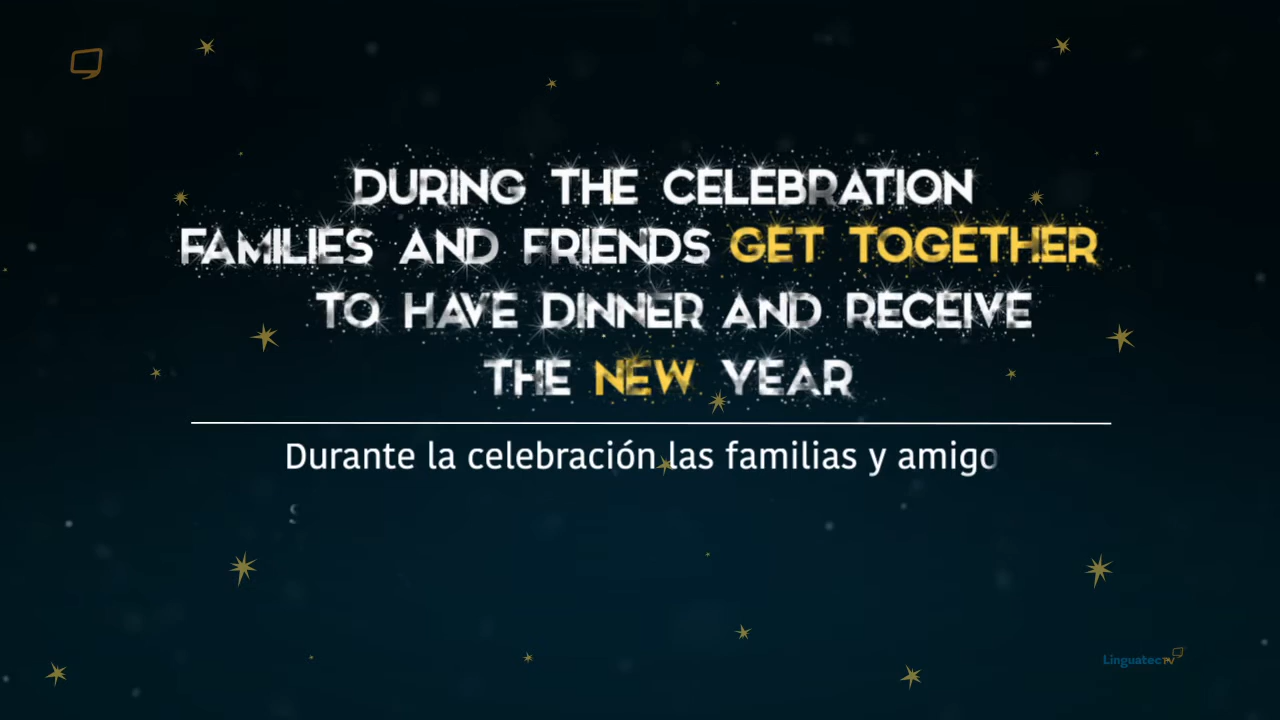 DURING THE CELEBRATION
FAMILIES AND FRIENDS GET TOGETHER
TO HAVE DINNER AND RECEIVE
THE NEW YEAR
Durante la celebración las familias y amigo
LinguatecTV